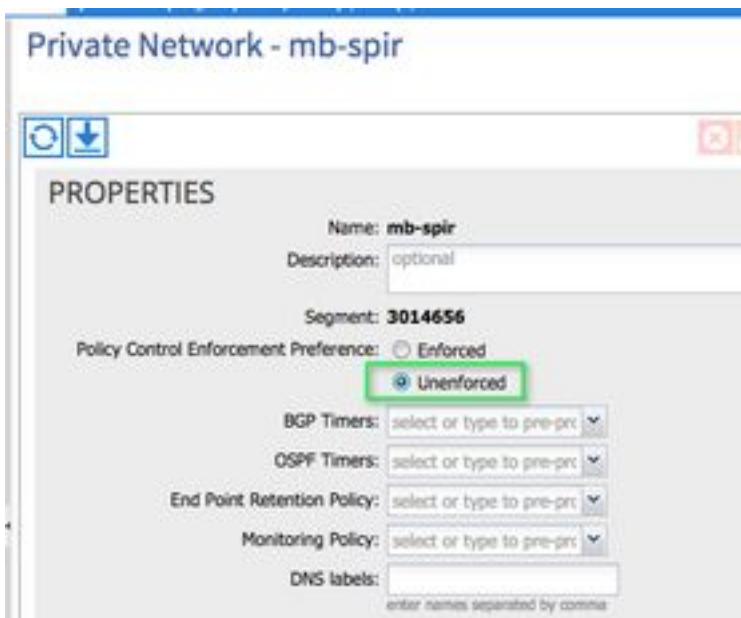 Private Network - mb-spir
PROPERTIES
Name: mb-spir
Description: optional
Segment: 3014656
Policy Control Enforcement Preference: Enforced
Unenforced
BGP Timers: select or type to pre-pro
OSPF Timers: select or type to pre-pro
End Point Retention Policy: select or type to pre-pro
Monitoring Policy: select or type to pre-pro
DNS labels:
enter names separated by comma